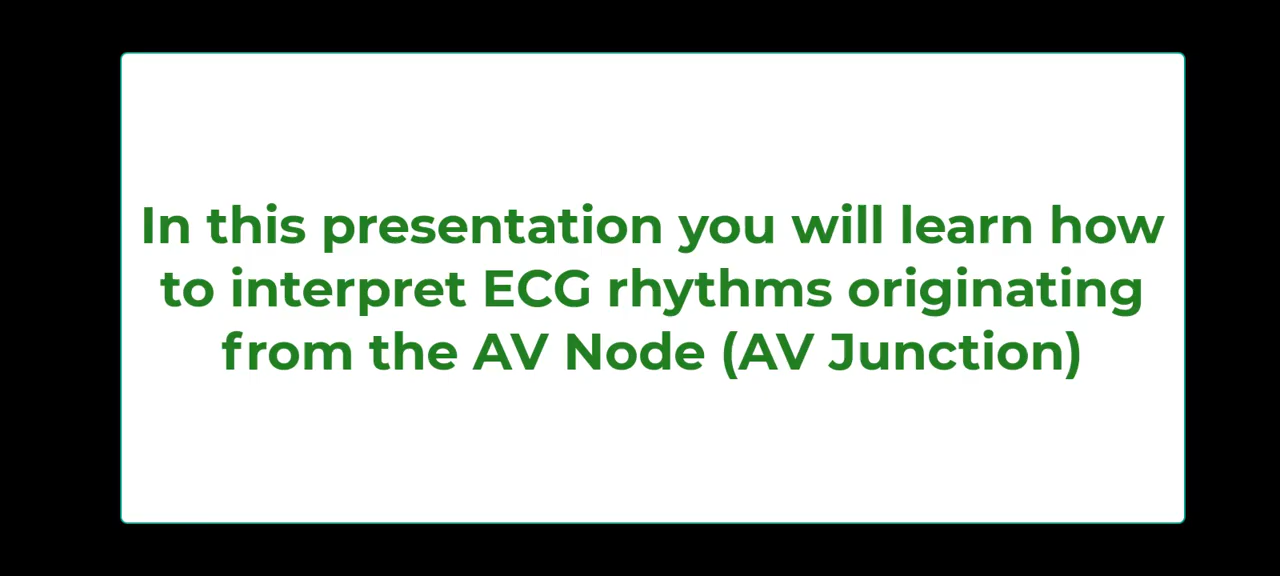 In this presentation you will learn how
to interpret ECG rhythms originating
from the AV Node (AV Junction)